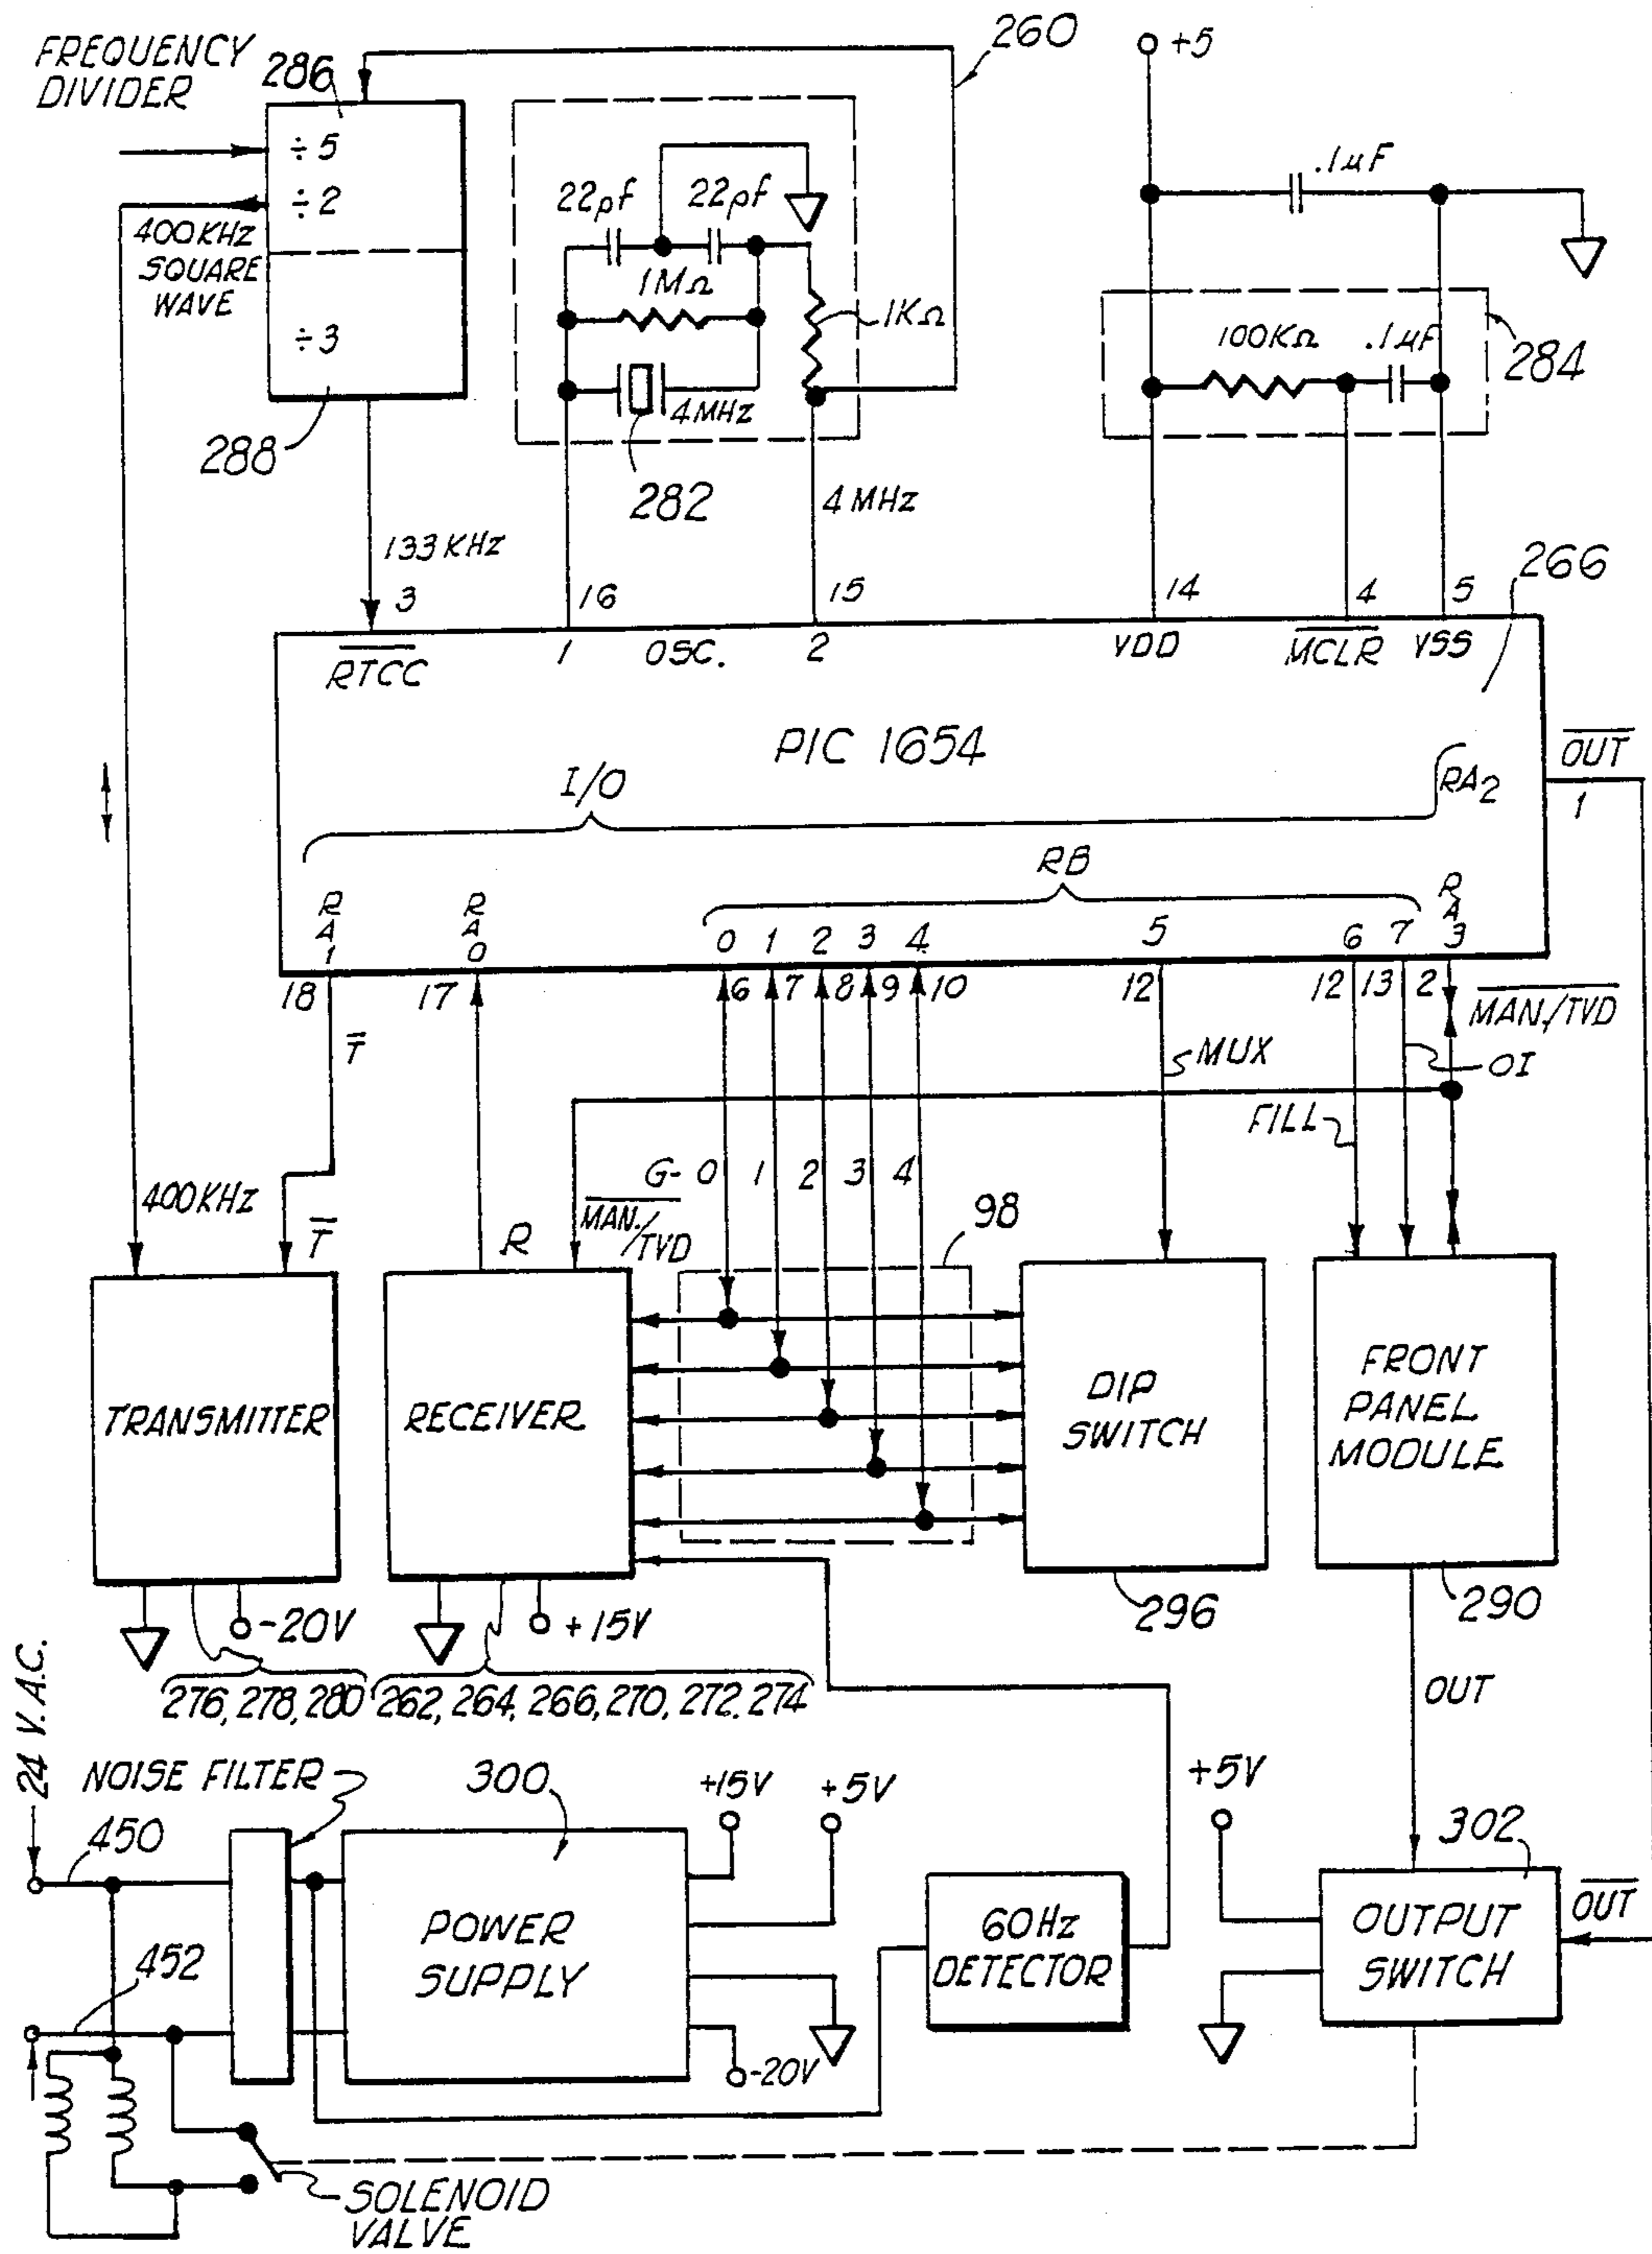 FREQUENCY
DIVIDER
286
260
+5
÷5
÷2
400KHz
SQUARE
WAVE
÷3
288
22pf
22pf
1MΩ
1KΩ
4MHz
282
.1µF
100KΩ
.1µF
284
133 KHz
4 MHz
266
3
16
15
14
4
5
RTCC
1
OSC.
2
VDD
MCLR
VSS
PIC 1654
I/O
RA2
OUT
1
RB
RA1
RA0
0
1
2
3
4
5
6
7
RA3
18
17
6
7
8
9
10
12
12
13
2
MAN./TVD
T
MUX
OI
FILL
G-
0
1
2
3
4
400KHz
T
R
MAN./TVD
98
TRANSMITTER
RECEIVER
DIP
SWITCH
FRONT
PANEL
MODULE
-20V
+15V
296
290
276, 278, 280
262, 264, 266, 270, 272, 274
OUT
24 V.A.C.
NOISE FILTER
300
+15V
+5V
+5V
302
450
452
POWER
SUPPLY
60Hz
DETECTOR
OUTPUT
SWITCH
OUT
-20V
SOLENOID
VALVE